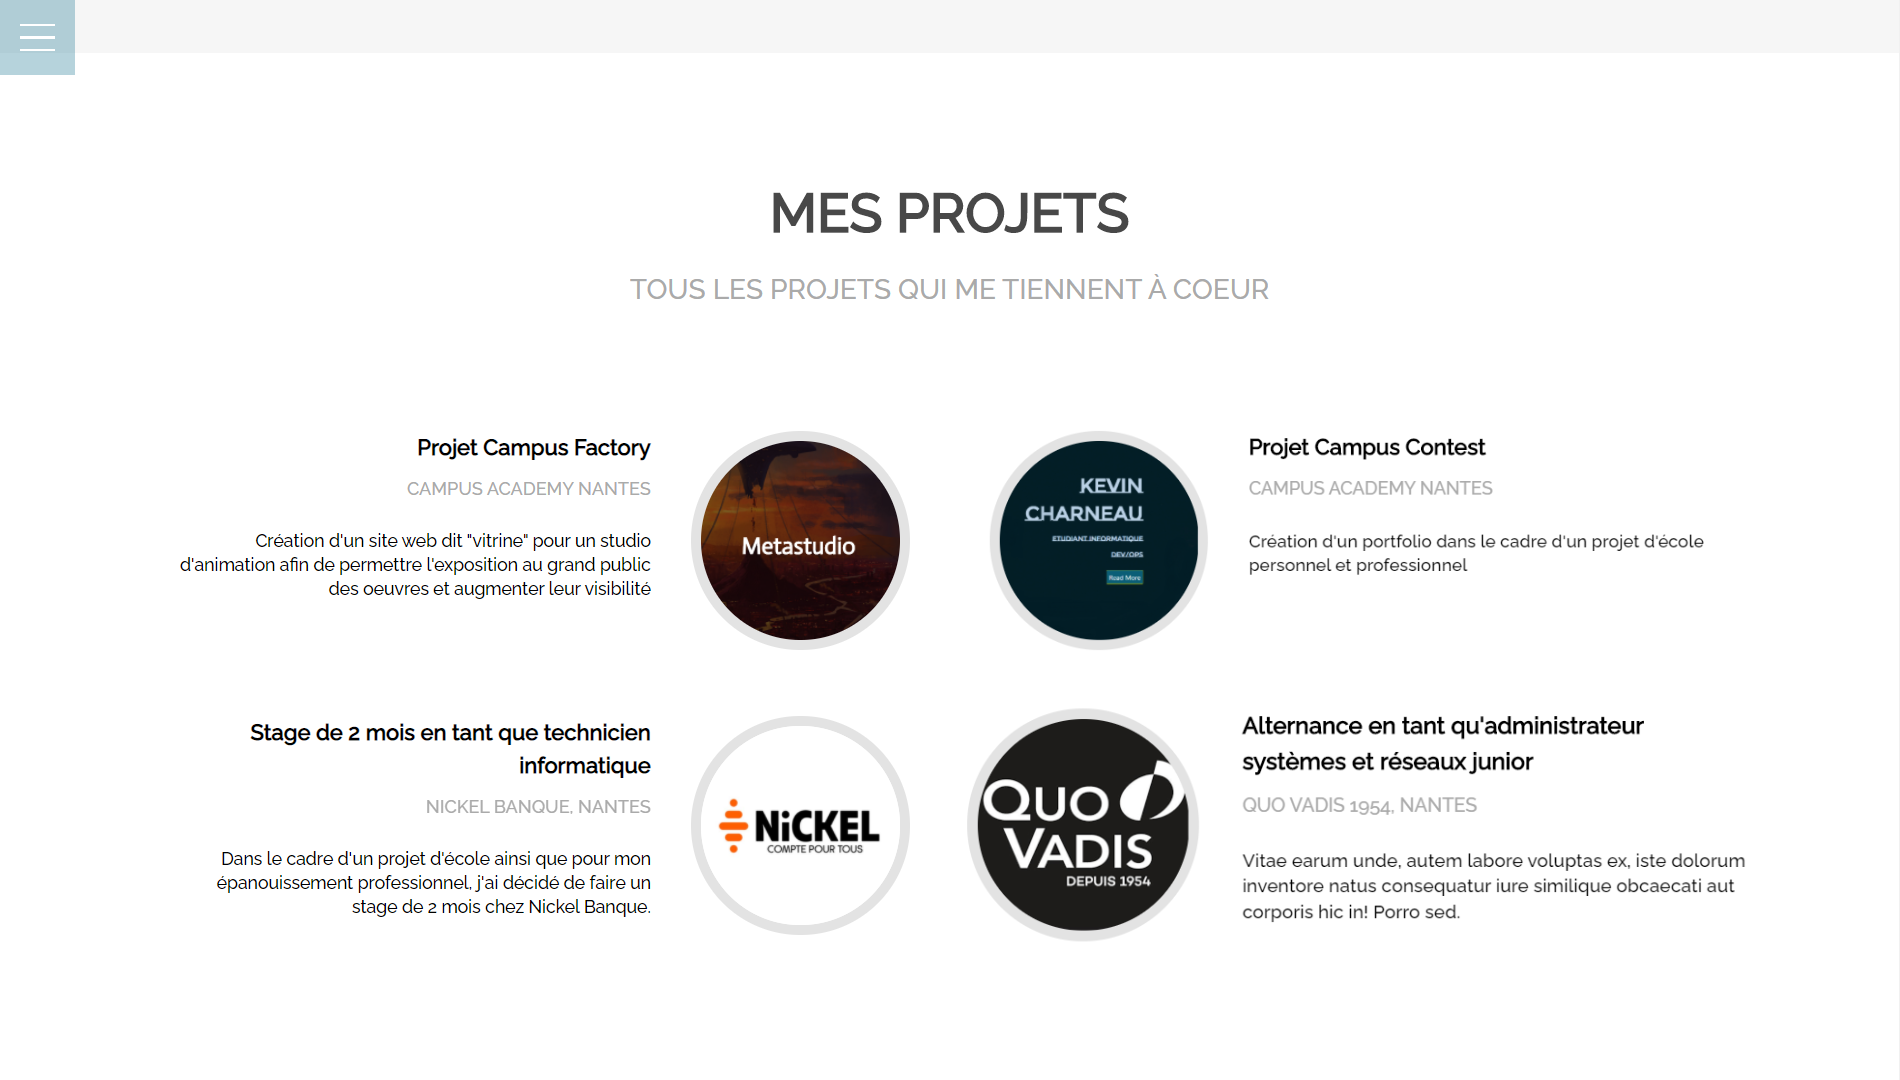 MES PROJETS
TOUS LES PROJETS QUI ME TIENNENT À COEUR
Projet Campus Factory
CAMPUS ACADEMY NANTES
Création d'un site web dit "vitrine" pour un studio
d'animation afin de permettre l'exposition au grand public
des oeuvres et augmenter leur visibilité
Metastudio
KEVIN
CHARNEAU
ETUDIANT INFORMATIQUE
DEV/OPS
Read More
Projet Campus Contest
CAMPUS ACADEMY NANTES
Création d'un portfolio dans le cadre d'un projet d'école
personnel et professionnel
Stage de 2 mois en tant que technicien
informatique
NICKEL BANQUE, NANTES
Dans le cadre d'un projet d'école ainsi que pour mon
épanouissement professionnel, j'ai décidé de faire un
stage de 2 mois chez Nickel Banque.
NiCKEL
COMPTE POUR TOUS
QUO
VADIS
DEPUIS 1954
Alternance en tant qu'administrateur
systèmes et réseaux junior
QUO VADIS 1954, NANTES
Vitae earum unde, autem labore voluptas ex, iste dolorum
inventore natus consequatur iure similique obcaecati aut
corporis hic in! Porro sed.